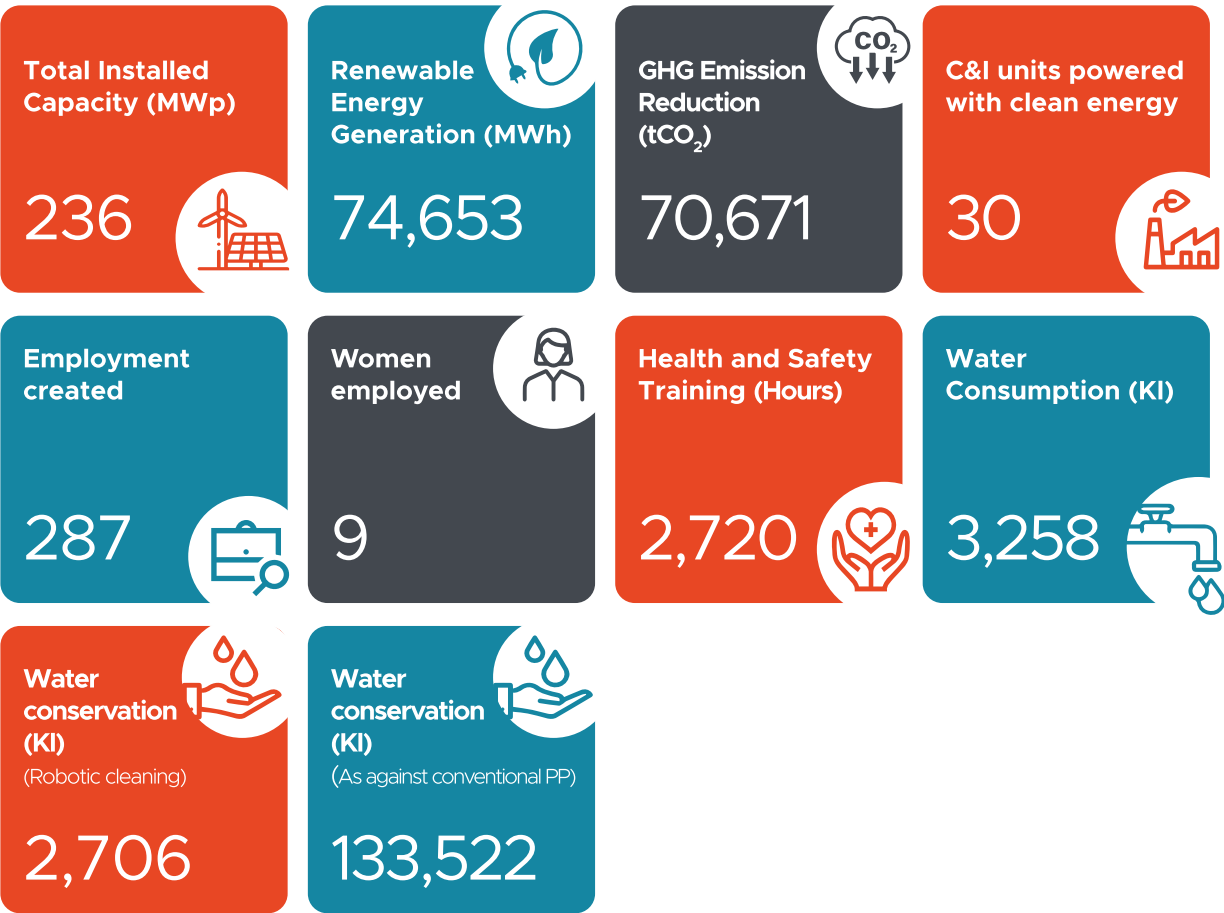 Total Installed
Capacity (MWp)
236
Renewable
Energy
Generation (MWh)
74,653
GHG Emission
Reduction
(tCO₂)
70,671
CO₂
C&I units powered
with clean energy
30
Employment
created
287
Women
employed
9
Health and Safety
Training (Hours)
2,720
Water
Consumption (Kl)
3,258
Water
conservation
(Kl)
(Robotic cleaning)
2,706
Water
conservation
(Kl)
(As against conventional PP)
133,522